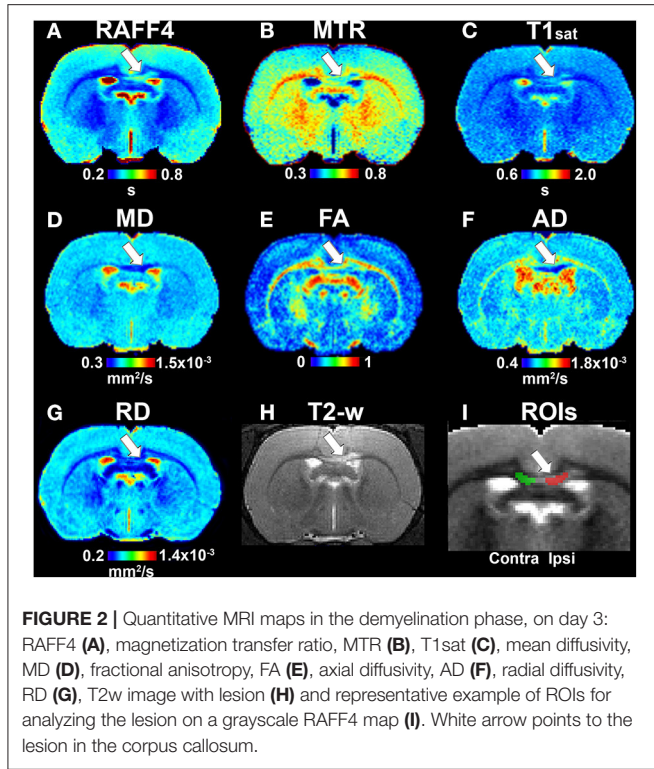 A RAFF4 B MTR C T1sat
0.2 0.8 0.3 0.8 0.6 2.0
s s
D MD E FA F AD
0.3 1.5x10-3 0 1 0.4 1.8x10-3
mm²/s mm²/s
G RD H T2-w I ROIs
0.2 1.4x10-3 Contra Ipsi
mm²/s
FIGURE 2 | Quantitative MRI maps in the demyelination phase, on day 3:
RAFF4 (A), magnetization transfer ratio, MTR (B), T1sat (C), mean diffusivity,
MD (D), fractional anisotropy, FA (E), axial diffusivity, AD (F), radial diffusivity,
RD (G), T2w image with lesion (H) and representative example of ROIs for
analyzing the lesion on a grayscale RAFF4 map (I). White arrow points to the
lesion in the corpus callosum.